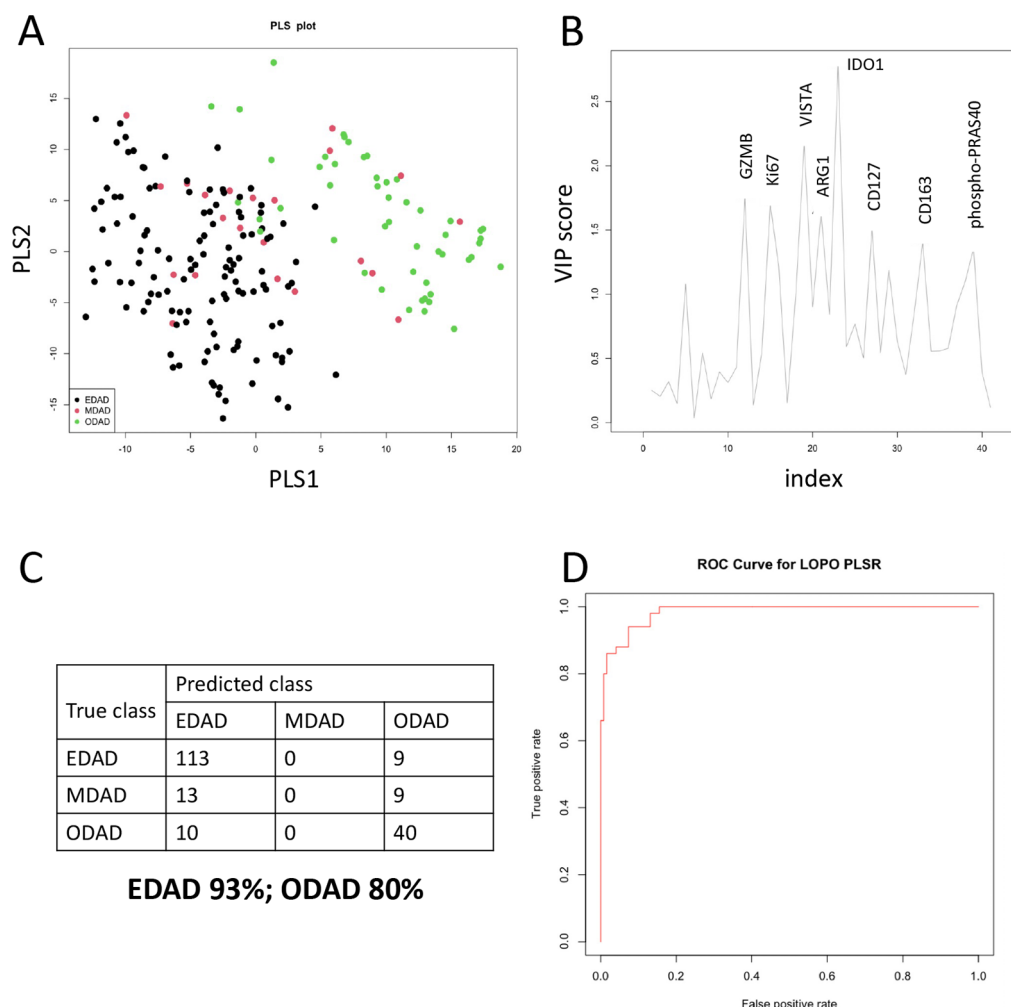 A
PLS plot
PLS2
15
10
5
0
-5
-10
-15
EDAD
MDAD
ODAD
-10
-5
0
5
10
15
20
PLS1
B
IDO1
VISTA
GZMB
Ki67
ARG1
CD127
CD163
phospho-PRAS40
VIP score
2.5
2.0
1.5
1.0
0.5
0.0
0
10
20
30
40
index
C
True class
Predicted class
EDAD
MDAD
ODAD
EDAD
113
0
9
MDAD
13
0
9
ODAD
10
0
40
EDAD 93%; ODAD 80%
D
ROC Curve for LOPO PLSR
True positive rate
1.0
0.8
0.6
0.4
0.2
0.0
0.0
0.2
0.4
0.6
0.8
1.0
False positive rate